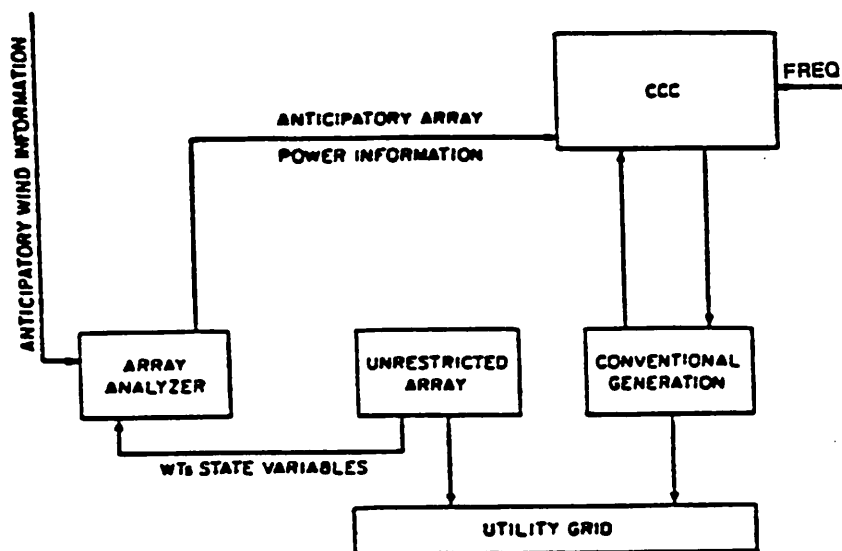 ANTICIPATORY WIND INFORMATION
CCC
FREQ
ANTICIPATORY ARRAY
POWER INFORMATION
ARRAY
ANALYZER
UNRESTRICTED
ARRAY
CONVENTIONAL
GENERATION
WTs STATE VARIABLES
UTILITY GRID